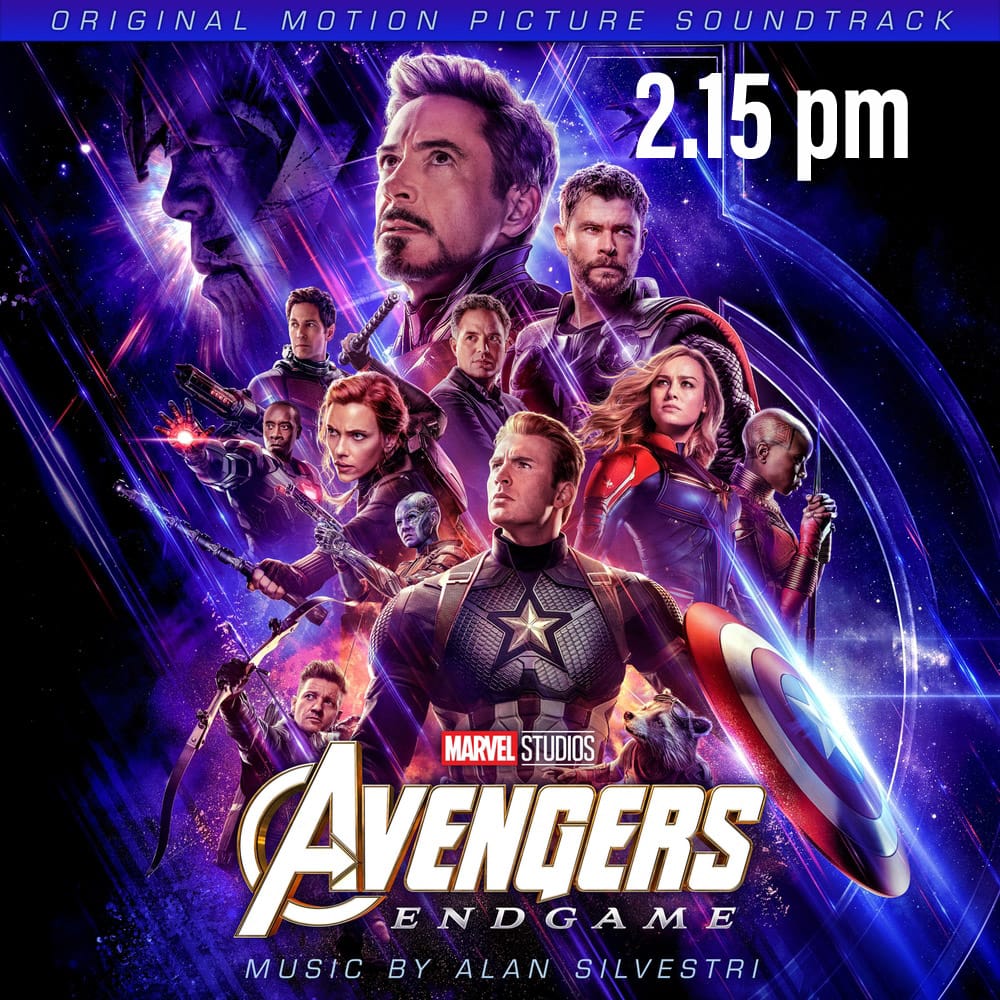 ORIGINAL MOTION PICTURE SOUNDTRACK
2.15 pm
MARVEL STUDIOS
AVENGERS
ENDGAME
MUSIC BY ALAN SILVESTRI